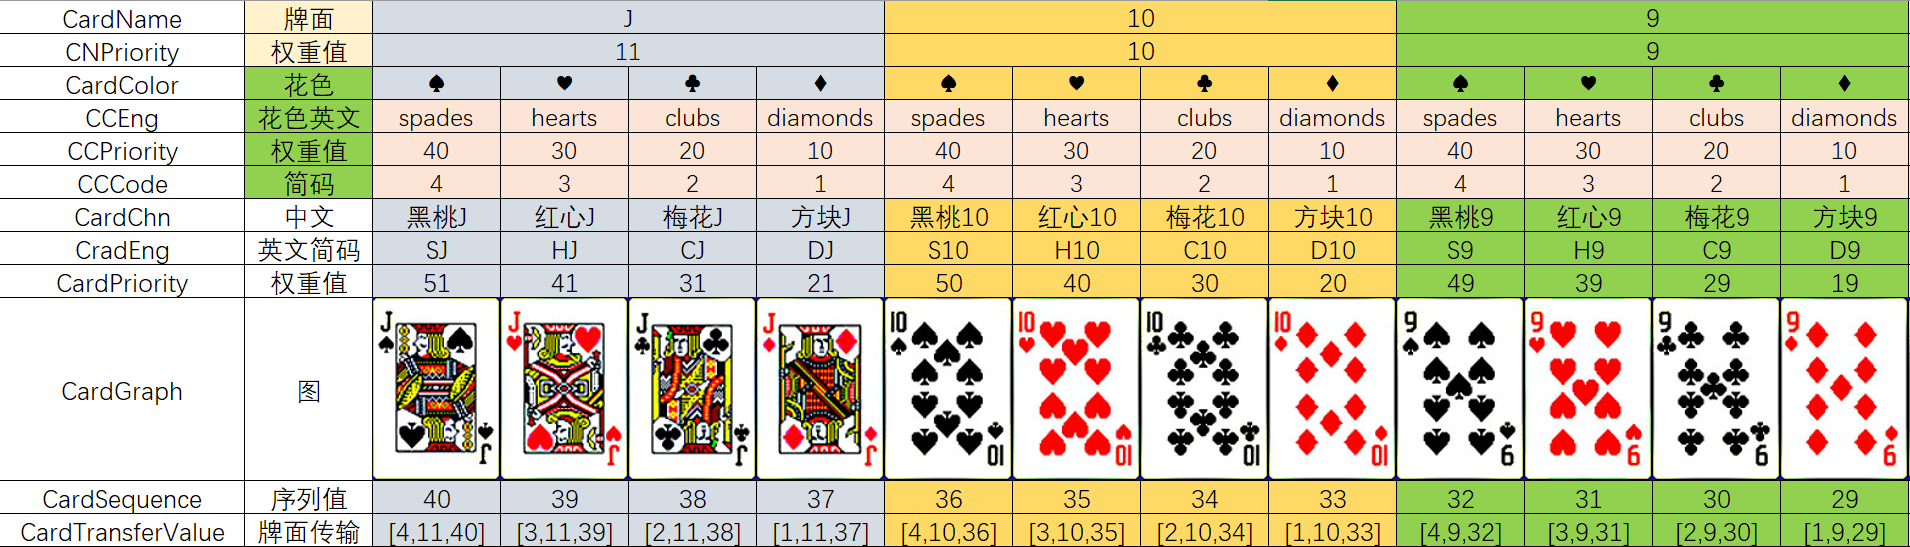 CardName 牌面 J 10 9
CNPriority 权重值 11 10 9
CardColor 花色 ♠ ♥ ♣ ♦ ♠ ♥ ♣ ♦ ♠ ♥ ♣ ♦
CCEng 花色英文 spades hearts clubs diamonds spades hearts clubs diamonds spades hearts clubs diamonds
CCPriority 权重值 40 30 20 10 40 30 20 10 40 30 20 10
CCCode 简码 4 3 2 1 4 3 2 1 4 3 2 1
CardChn 中文 黑桃J 红心J 梅花J 方块J 黑桃10 红心10 梅花10 方块10 黑桃9 红心9 梅花9 方块9
CradEng 英文简码 SJ HJ CJ DJ S10 H10 C10 D10 S9 H9 C9 D9
CardPriority 权重值 51 41 31 21 50 40 30 20 49 39 29 19
J J J J 10 10 10 10 9 9 9 9
CardGraph 图
J J J J 10 10 10 10 9 9 9 9
CardSequence 序列值 40 39 38 37 36 35 34 33 32 31 30 29
CardTransferValue 牌面传输 [4,11,40] [3,11,39] [2,11,38] [1,11,37] [4,10,36] [3,10,35] [2,10,34] [1,10,33] [4,9,32] [3,9,31] [2,9,30] [1,9,29]